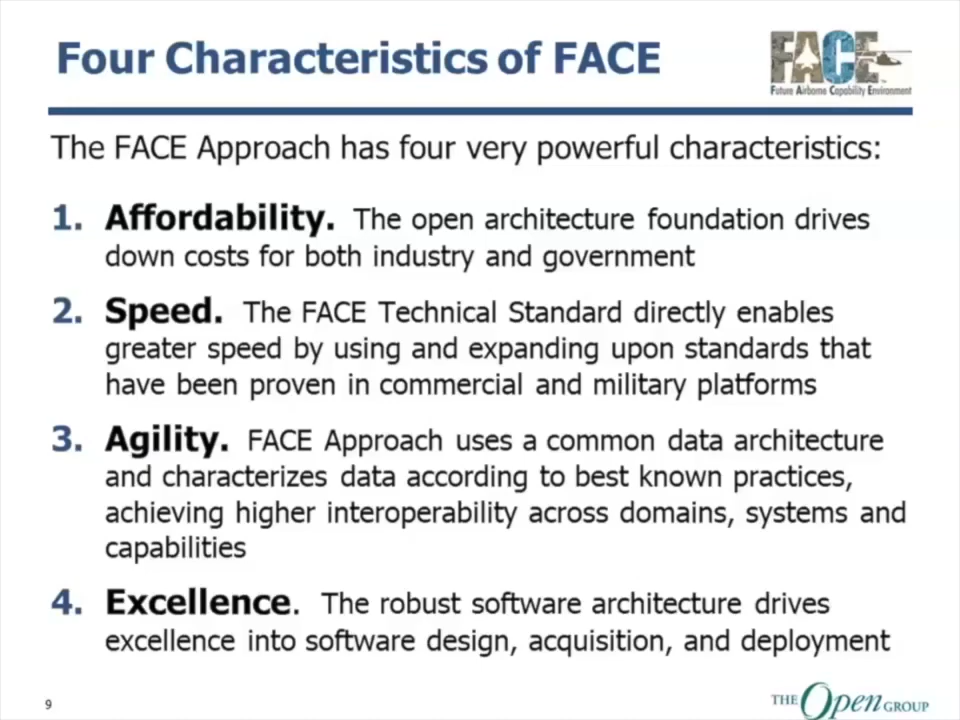 Four Characteristics of FACE
FACE
Future Airborne Capability Environment
The FACE Approach has four very powerful characteristics:
1. Affordability. The open architecture foundation drives
down costs for both industry and government
2. Speed. The FACE Technical Standard directly enables
greater speed by using and expanding upon standards that
have been proven in commercial and military platforms
3. Agility. FACE Approach uses a common data architecture
and characterizes data according to best known practices,
achieving higher interoperability across domains, systems and
capabilities
4. Excellence. The robust software architecture drives
excellence into software design, acquisition, and deployment
9
THE Open GROUP